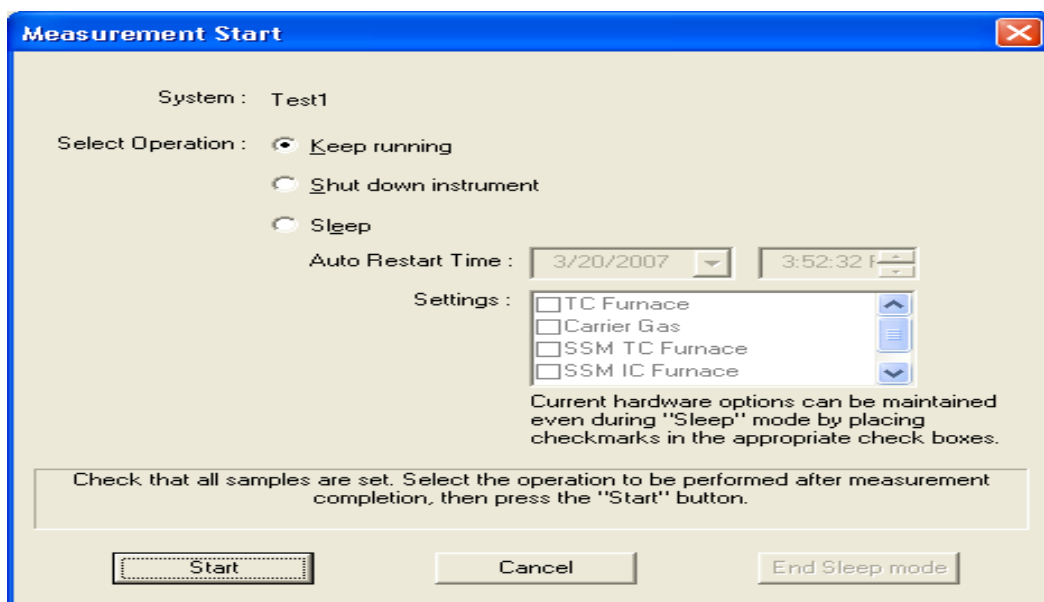 Measurement Start
System : Test1
Select Operation : Keep running
Shut down instrument
Sleep
Auto Restart Time : 3/20/2007 3:52:32
Settings : TC Furnace
Carrier Gas
SSM TC Furnace
SSM IC Furnace
Current hardware options can be maintained
even during "Sleep" mode by placing
checkmarks in the appropriate check boxes.
Check that all samples are set. Select the operation to be performed after measurement
completion, then press the "Start" button.
Start Cancel End Sleep mode